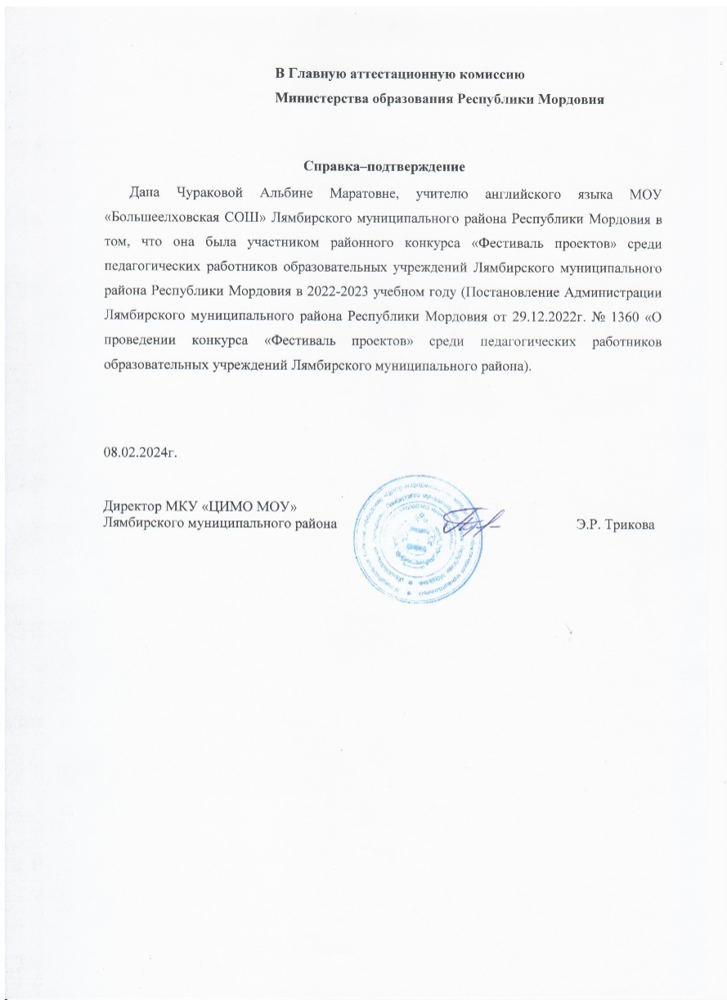 В Главную аттестационную комиссию
Министерства образования Республики Мордовия
Справка–подтверждение
Дана Чураковой Альбине Маратовне, учителю английского языка МОУ
«Большеелховская СОШ» Лямбирского муниципального района Республики Мордовия в
том, что она была участником районного конкурса «Фестиваль проектов» среди
педагогических работников образовательных учреждений Лямбирского муниципального
района Республики Мордовия в 2022-2023 учебном году (Постановление Администрации
Лямбирского муниципального района Республики Мордовия от 29.12.2022г. № 1360 «О
проведении конкурса «Фестиваль проектов» среди педагогических работников
образовательных учреждений Лямбирского муниципального района).
08.02.2024г.
Директор МКУ «ЦИМО МОУ»
Лямбирского муниципального района Э.Р. Трикова